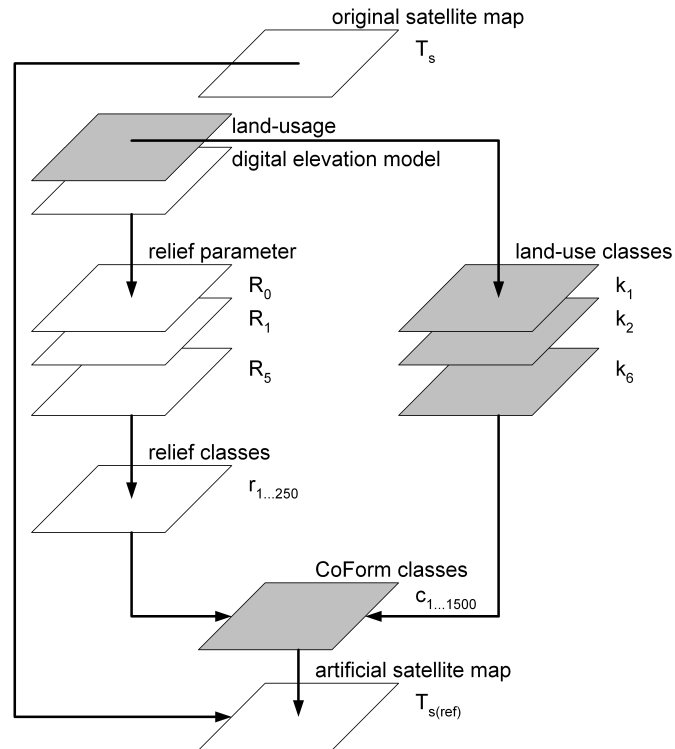 original satellite map
Ts
land-usage
digital elevation model
relief parameter
land-use classes
R0
k1
R1
k2
R5
k6
relief classes
r1...250
CoForm classes
c1...1500
artificial satellite map
Ts(ref)